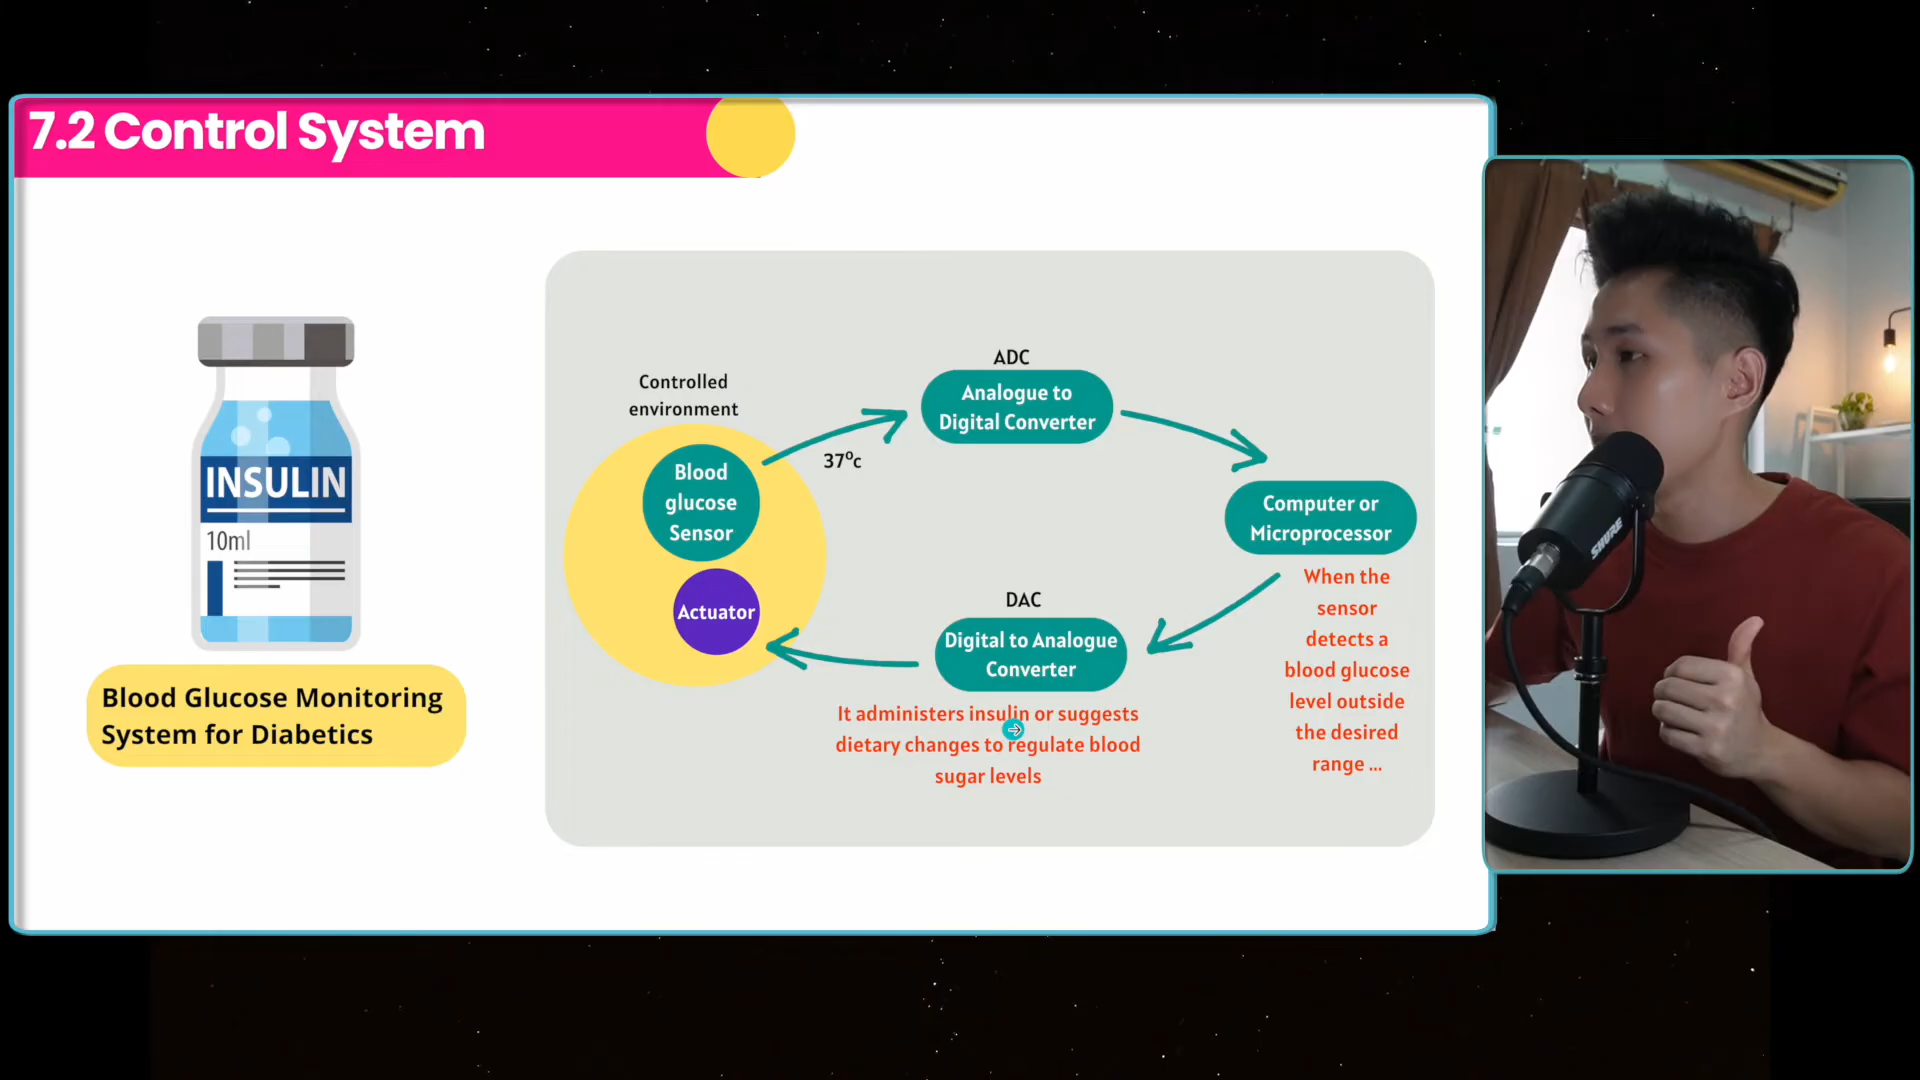 7.2 Control System
INSULIN
10ml
Blood Glucose Monitoring
System for Diabetics
Controlled
environment
Blood
glucose
Sensor
Actuator
37°c
ADC
Analogue to
Digital Converter
Computer or
Microprocessor
When the
sensor
detects a
blood glucose
level outside
the desired
range ...
DAC
Digital to Analogue
Converter
It administers insulin or suggests
dietary changes to regulate blood
sugar levels
SHURE